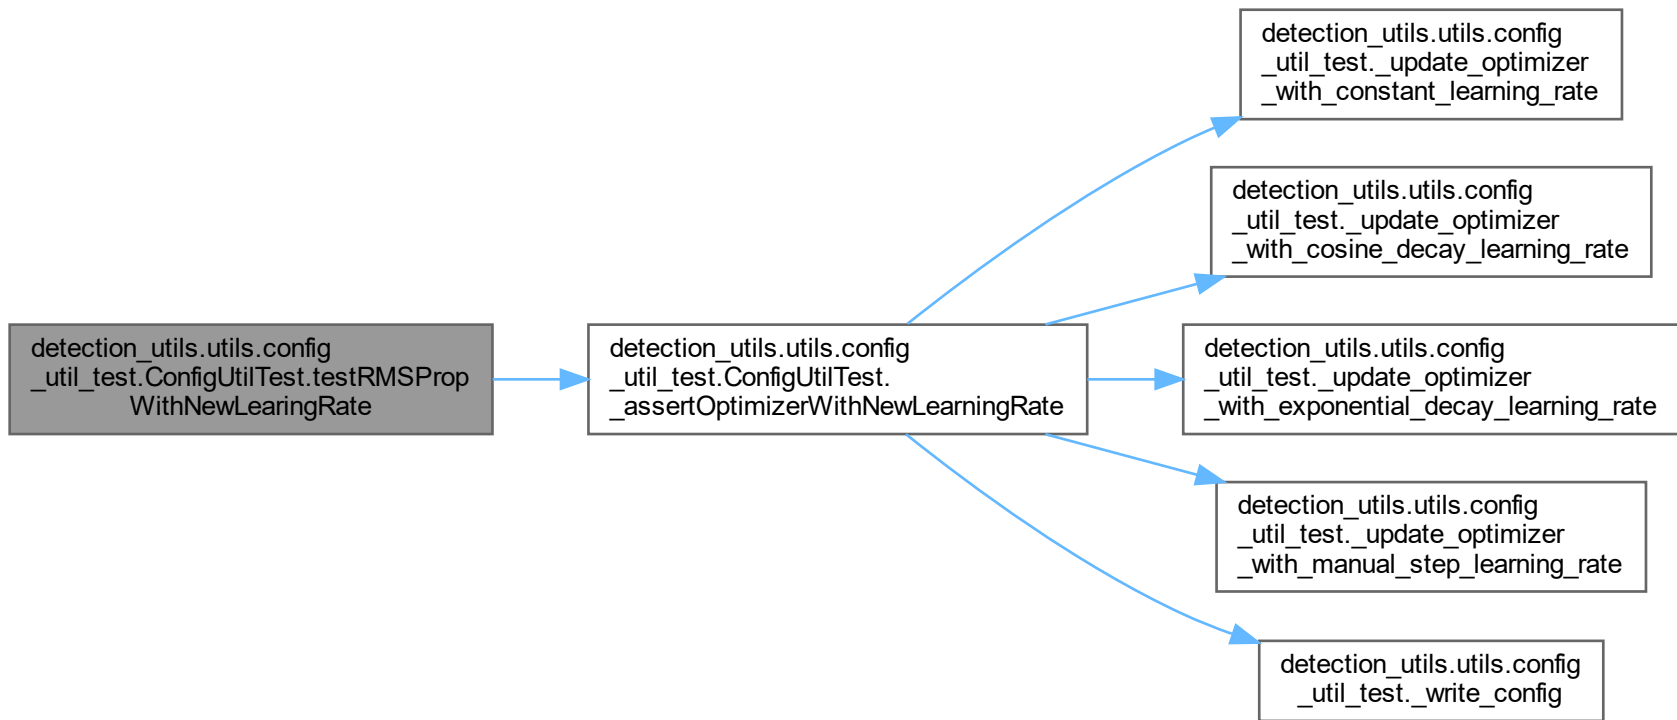 detection_utils.utils.config
_util_test.ConfigUtilTest.testRMSProp
WithNewLearingRate
detection_utils.utils.config
_util_test.ConfigUtilTest.
_assertOptimizerWithNewLearningRate
detection_utils.utils.config
_util_test._update_optimizer
_with_constant_learning_rate
detection_utils.utils.config
_util_test._update_optimizer
_with_cosine_decay_learning_rate
detection_utils.utils.config
_util_test._update_optimizer
_with_exponential_decay_learning_rate
detection_utils.utils.config
_util_test._update_optimizer
_with_manual_step_learning_rate
detection_utils.utils.config
_util_test._write_config